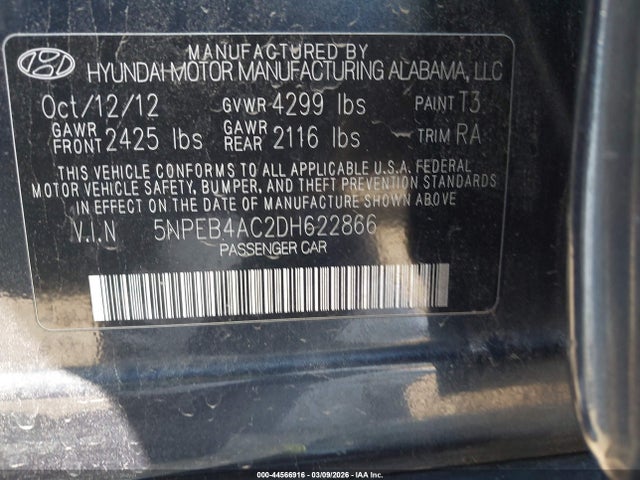 MANUFACTURED BY
HYUNDAI MOTOR MANUFACTURING ALABAMA, LLC
Oct/12/12 GVWR 4299 lbs PAINT T3
GAWR FRONT 2425 lbs GAWR REAR 2116 lbs TRIM RA
THIS VEHICLE CONFORMS TO ALL APPLICABLE U.S.A. FEDERAL
MOTOR VEHICLE SAFETY, BUMPER, AND THEFT PREVENTION STANDARDS
IN EFFECT ON THE DATE OF MANUFACTURE SHOWN ABOVE
V.I.N 5NPEB4AC2DH622866
PASSENGER CAR
000-44566916 - 03/09/2026 - IAA Inc.